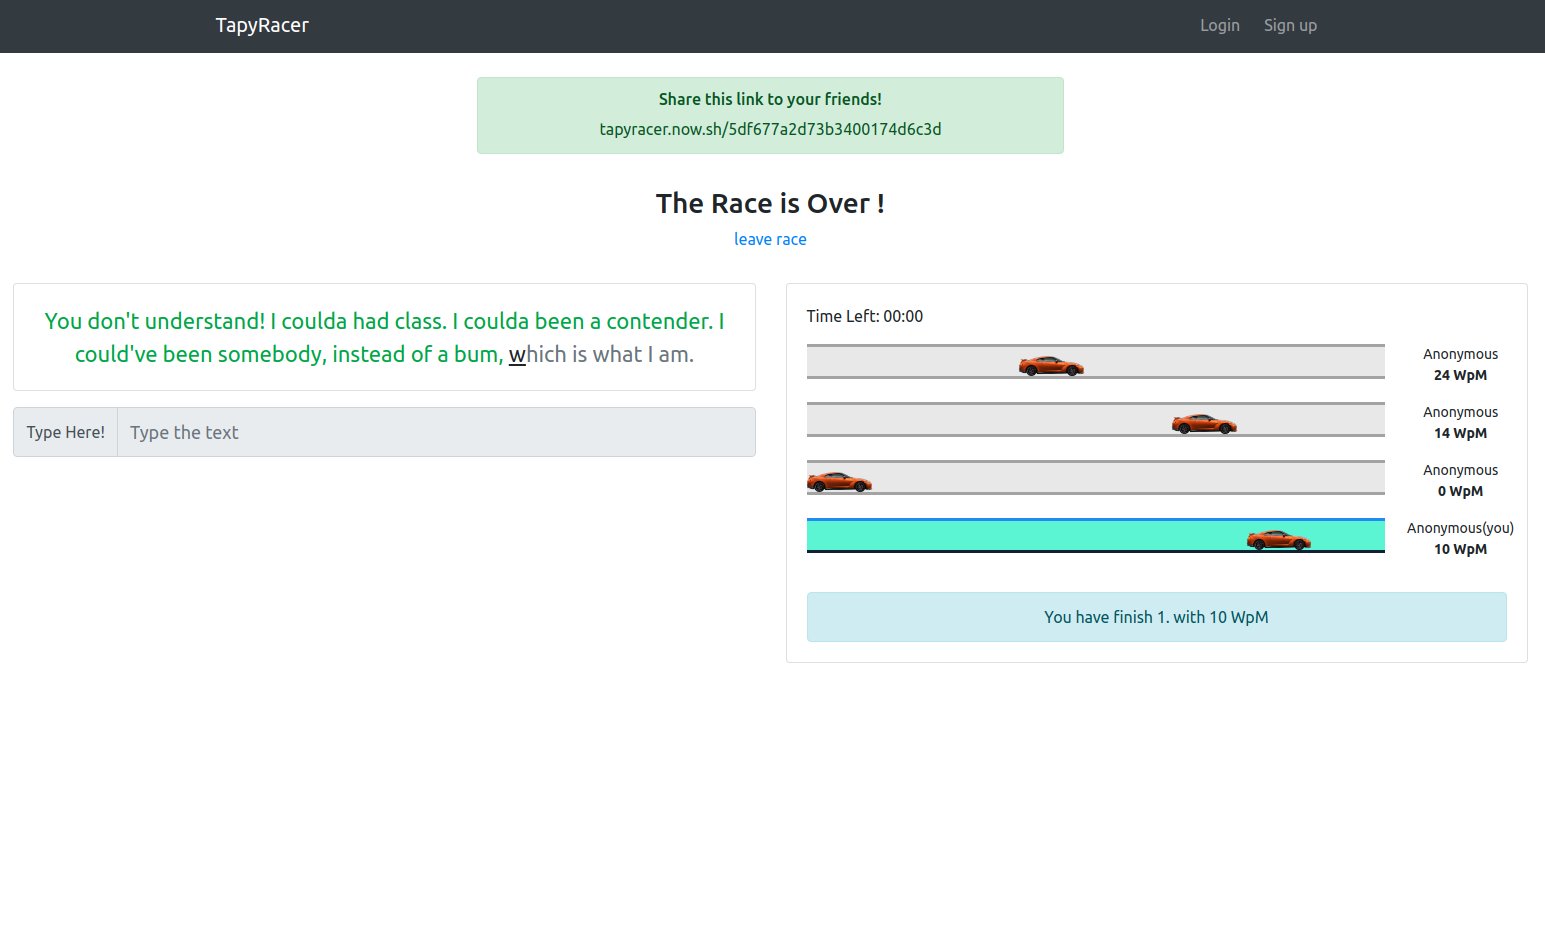 TapyRacer
Login
Sign up
Share this link to your friends!
tapyracer.now.sh/5df677a2d73b3400174d6c3d
The Race is Over !
leave race
You don't understand! I coulda had class. I coulda been a contender. I
could've been somebody, instead of a bum, which is what I am.
Type Here!
Type the text
Time Left: 00:00
Anonymous
24 WpM
Anonymous
14 WpM
Anonymous
0 WpM
Anonymous(you)
10 WpM
You have finish 1. with 10 WpM